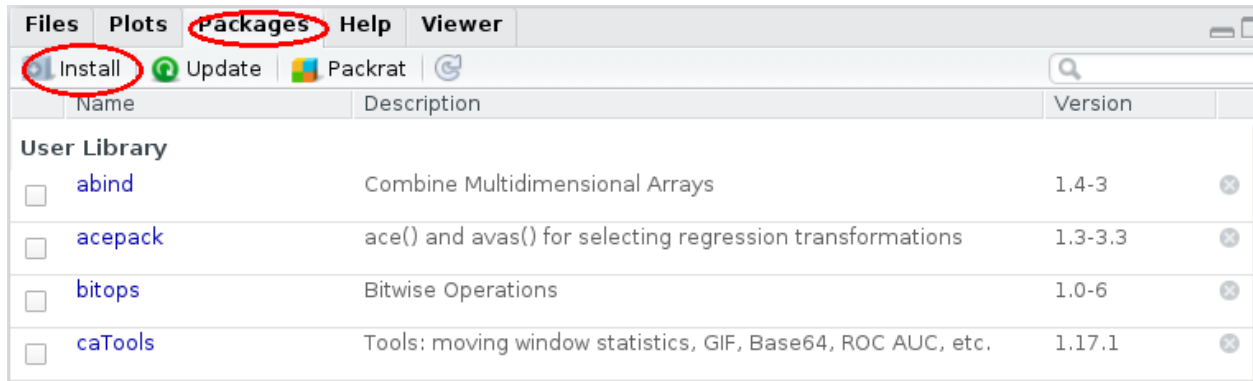 Files Plots Packages Help Viewer
Install Update Packrat
Name Description Version
User Library
abind Combine Multidimensional Arrays 1.4-3
acepack ace() and avas() for selecting regression transformations 1.3-3.3
bitops Bitwise Operations 1.0-6
caTools Tools: moving window statistics, GIF, Base64, ROC AUC, etc. 1.17.1